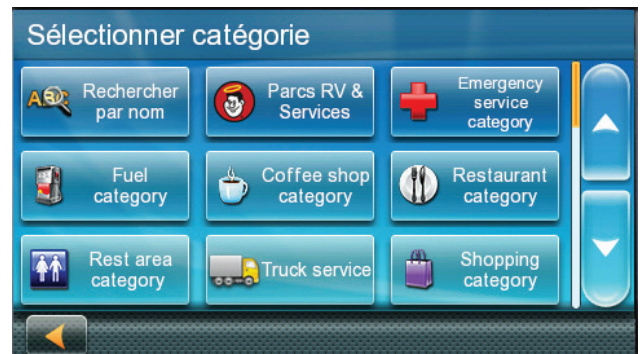 Sélectionner catégorie
ABC
Rechercher
par nom
Parcs RV &
Services
Emergency
service
category
Fuel
category
Coffee shop
category
Restaurant
category
Rest area
category
Truck service
Shopping
category